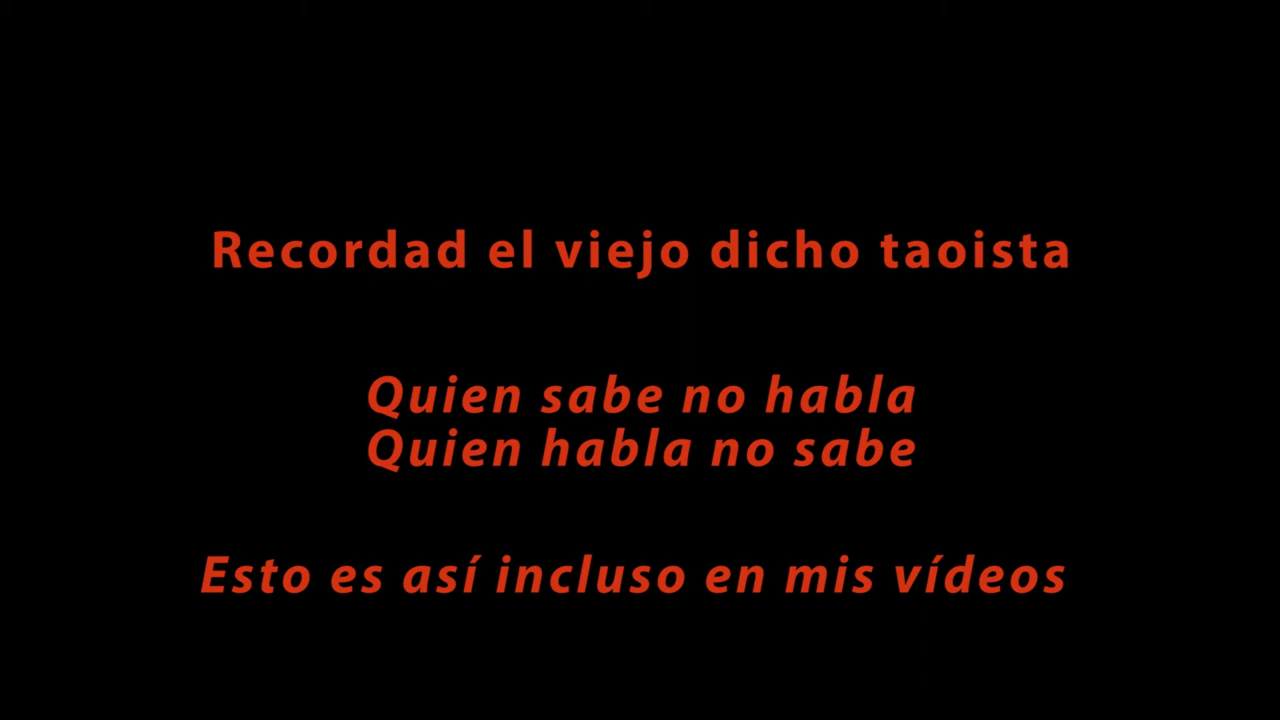 Recordad el viejo dicho taoista
Quien sabe no habla
Quien habla no sabe
Esto es así incluso en mis vídeos